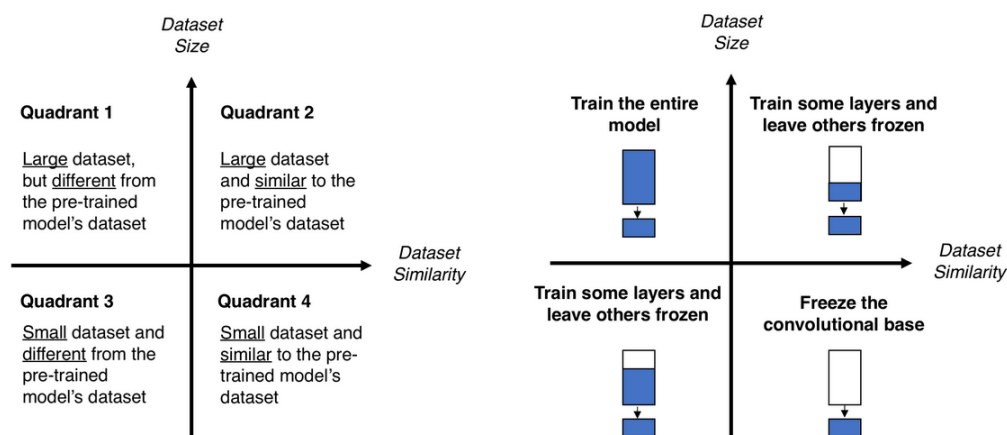 Dataset
Size
Quadrant 1
Large dataset,
but different from
the pre-trained
model's dataset
Quadrant 2
Large dataset
and similar to the
pre-trained
model's dataset
Dataset
Similarity
Quadrant 3
Small dataset and
different from the
pre-trained
model's dataset
Quadrant 4
Small dataset and
similar to the pre-
trained model's
dataset
Dataset
Size
Train the entire
model
Train some layers and
leave others frozen
Dataset
Similarity
Train some layers and
leave others frozen
Freeze the
convolutional base